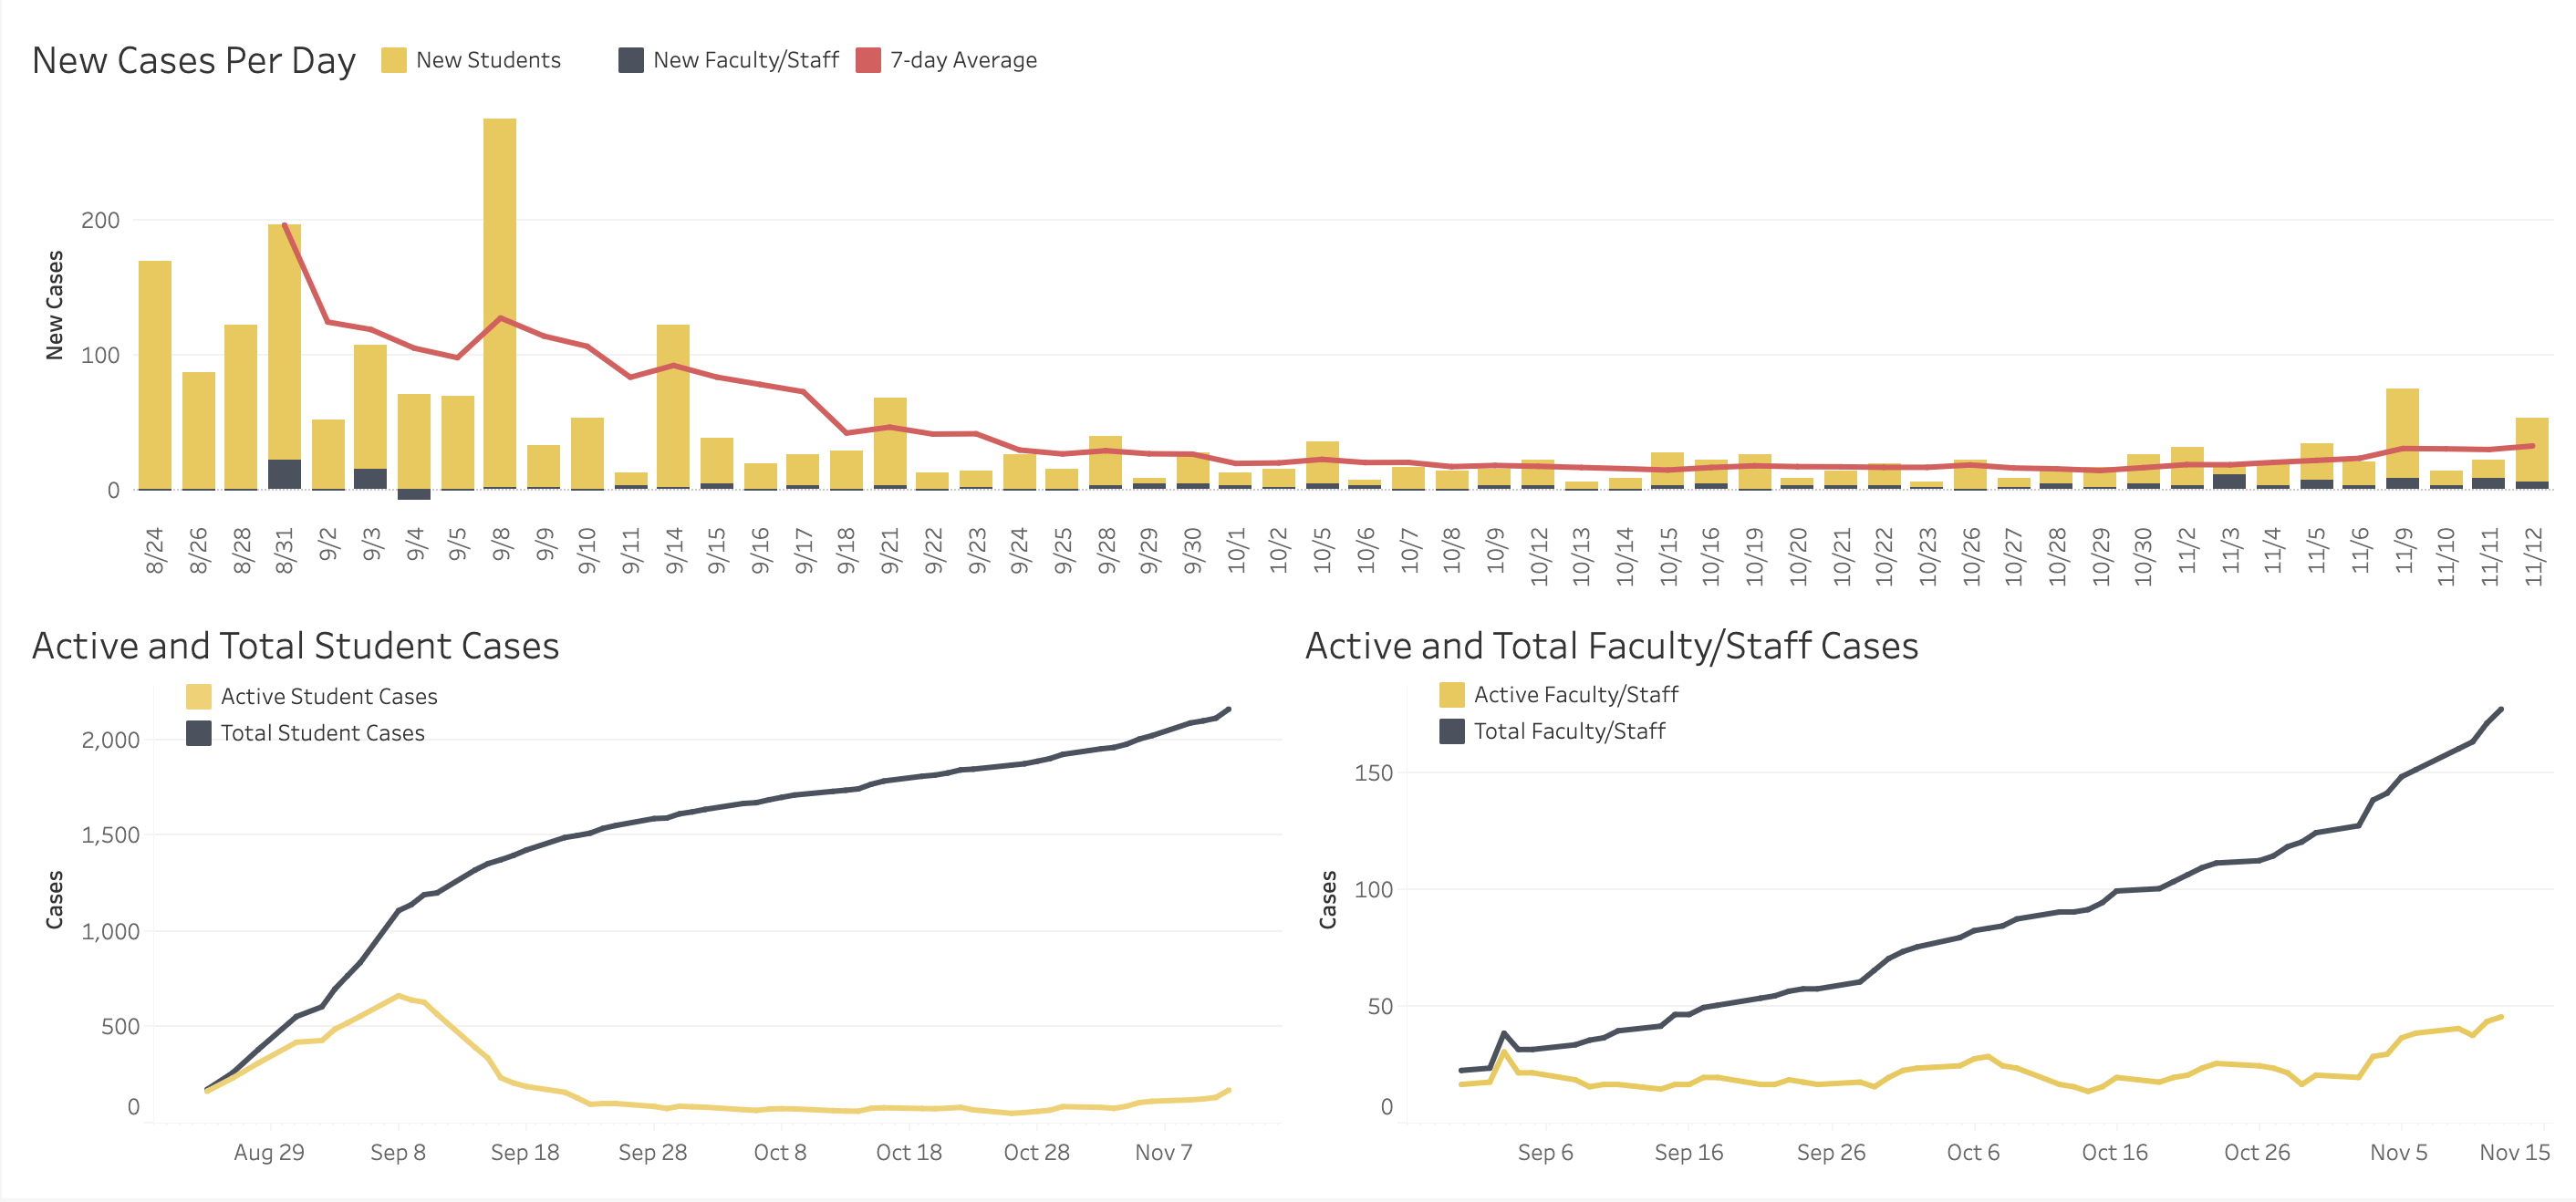 New Cases Per Day New Students New Faculty/Staff 7-day Average
200
100
0
New Cases
8/24 8/26 8/28 8/31 9/2 9/3 9/4 9/5 9/8 9/9 9/10 9/11 9/14 9/15 9/16 9/17 9/18 9/21 9/22 9/23 9/24 9/25 9/28 9/29 9/30 10/1 10/2 10/5 10/6 10/7 10/8 10/9 10/12 10/13 10/14 10/15 10/16 10/19 10/20 10/21 10/22 10/23 10/26 10/27 10/28 10/29 10/30 11/2 11/3 11/4 11/5 11/6 11/9 11/10 11/11 11/12
Active and Total Student Cases
Active Student Cases
Total Student Cases
2,000
1,500
1,000
500
0
Cases
Aug 29 Sep 8 Sep 18 Sep 28 Oct 8 Oct 18 Oct 28 Nov 7
Active and Total Faculty/Staff Cases
Active Faculty/Staff
Total Faculty/Staff
150
100
50
0
Cases
Sep 6 Sep 16 Sep 26 Oct 6 Oct 16 Oct 26 Nov 5 Nov 15